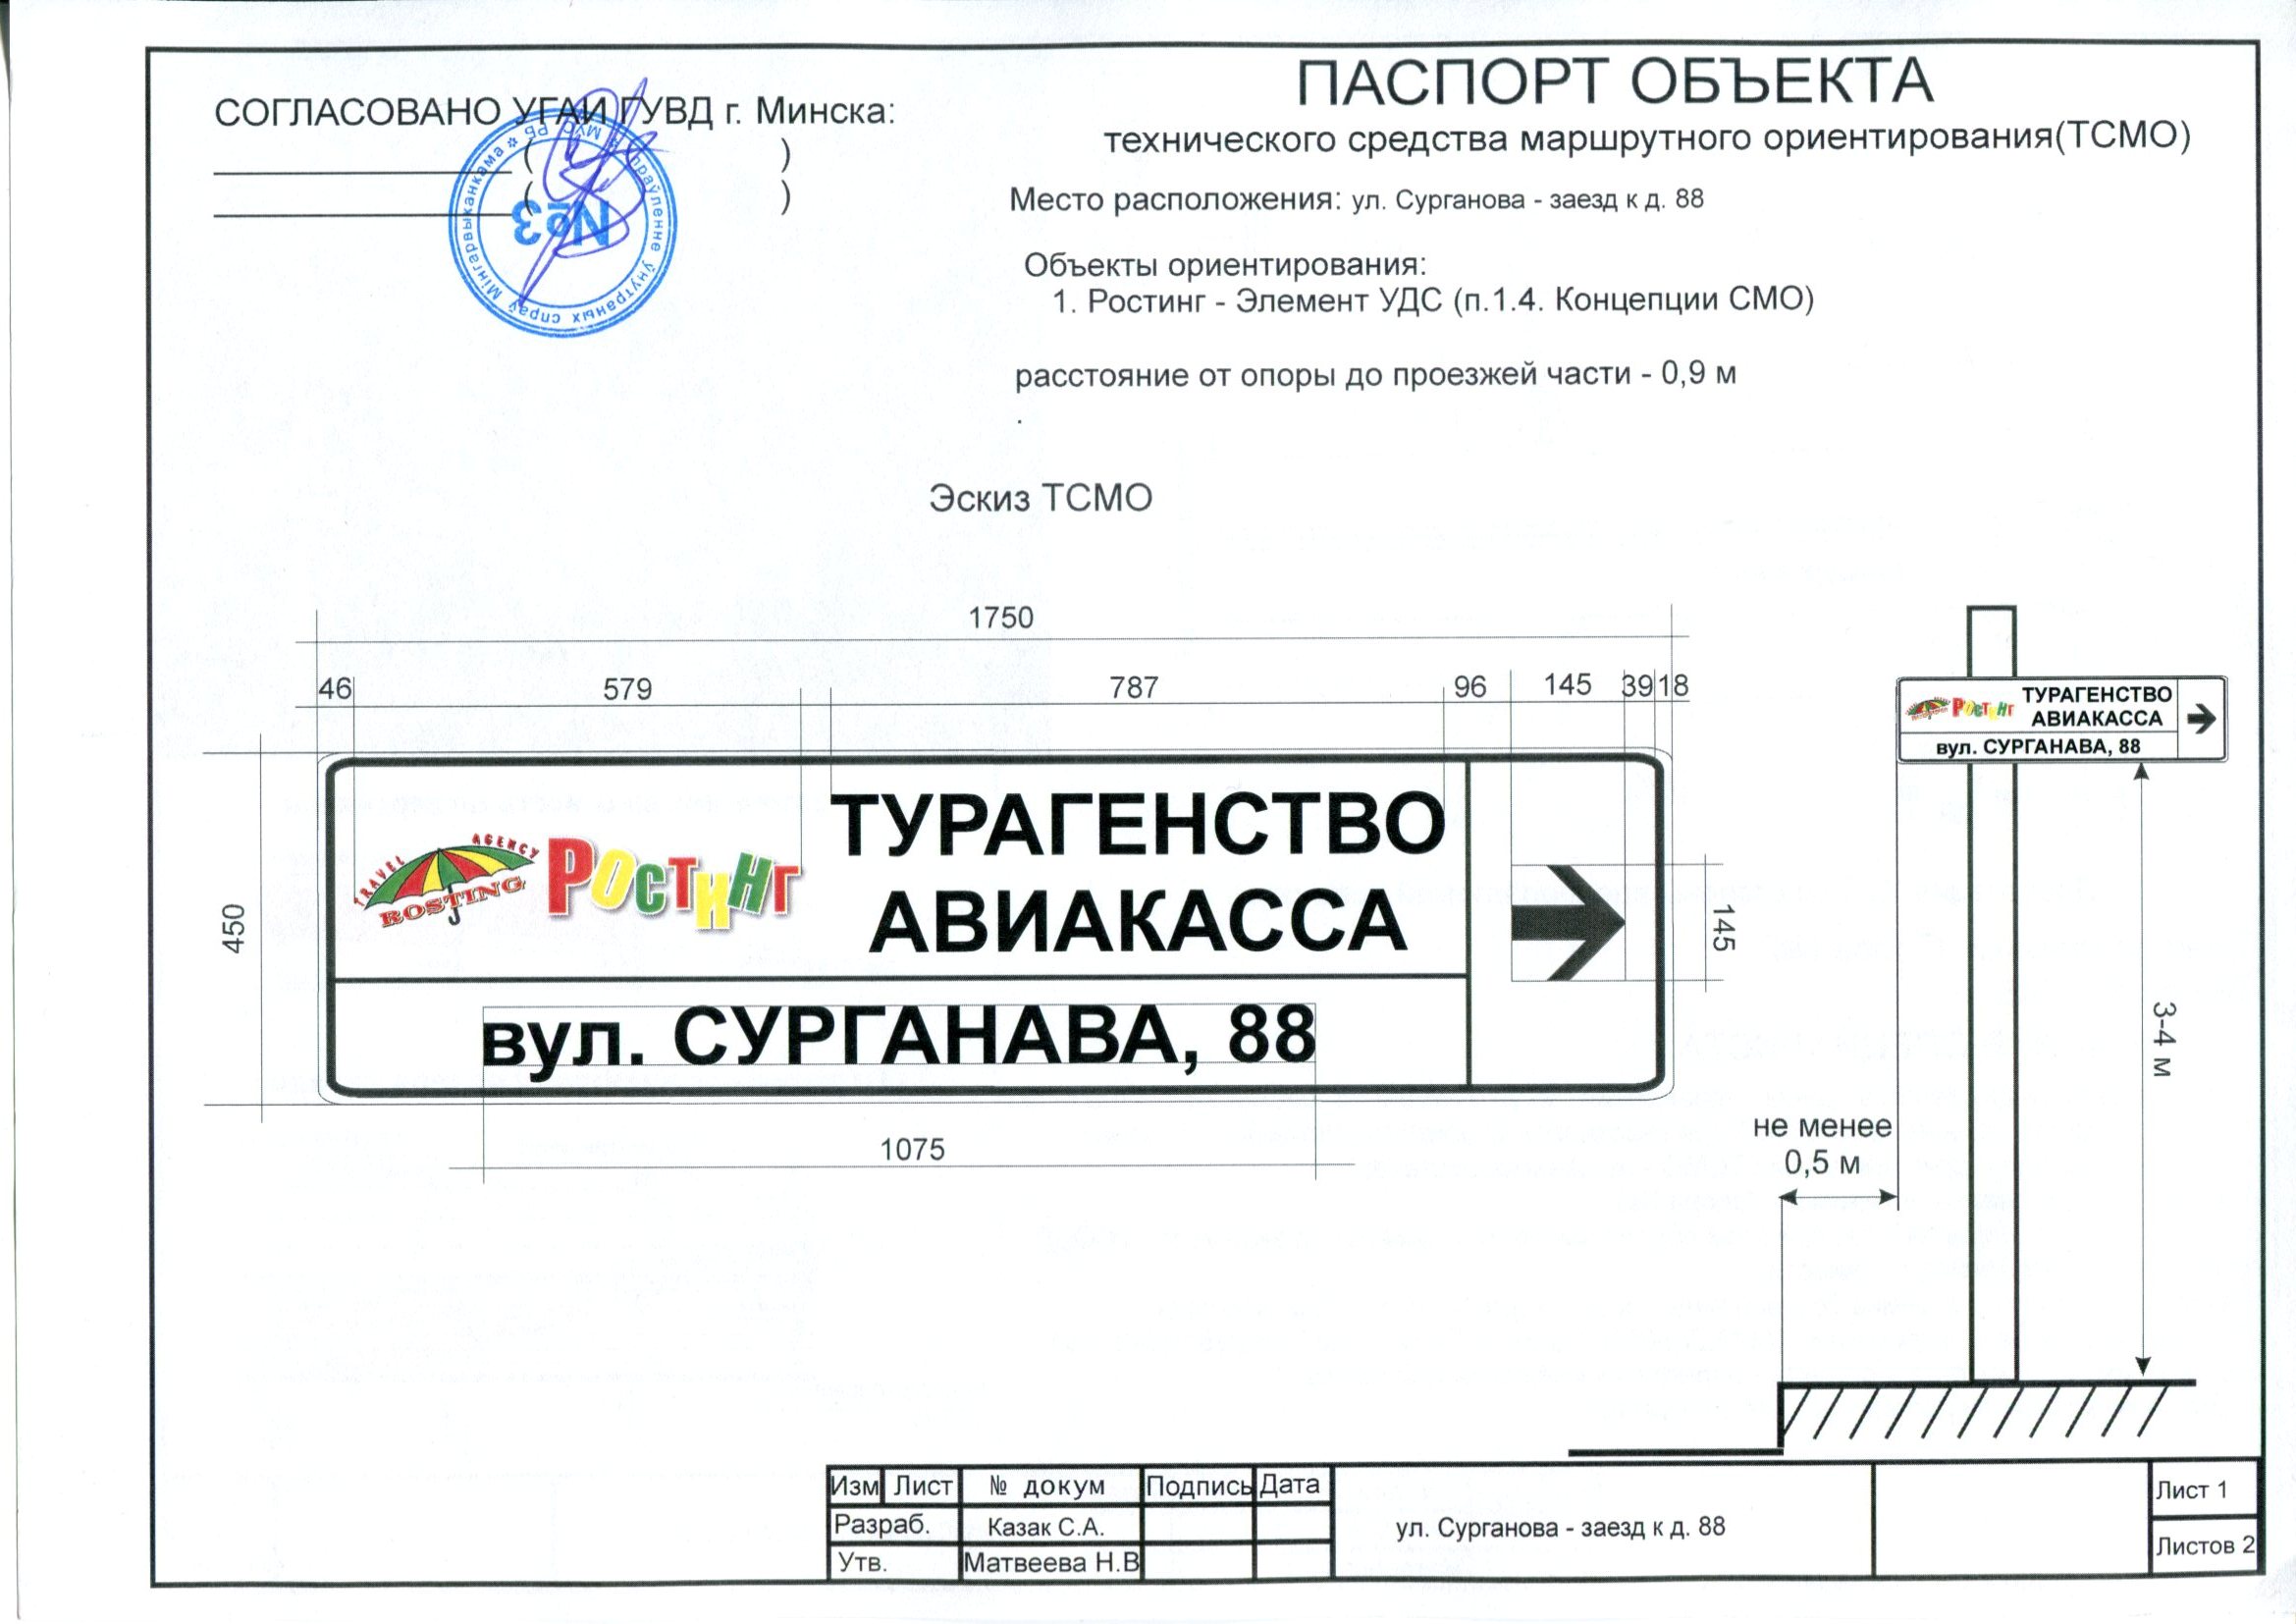 СОГЛАСОВАНО УГАИ ГУВД г. Минска:
( )
( )
Мінгарвыканкама * МУС РБ * Упраўленне ўнутраных спраў
№3
ПАСПОРТ ОБЪЕКТА
технического средства маршрутного ориентирования(ТСМО)
Место расположения: ул. Сурганова - заезд к д. 88
Объекты ориентирования:
1. Ростинг - Элемент УДС (п.1.4. Концепции СМО)
расстояние от опоры до проезжей части - 0,9 м
.
Эскиз ТСМО
1750
46 579 787 96 145 39 18
450
TRAVEL AGENCY
ROSTING
РОСТИНГ
ТУРАГЕНСТВО
АВИАКАССА
вул. СУРГАНАВА, 88
145
1075
РОСТИНГ
ТУРАГЕНСТВО
АВИАКАССА
вул. СУРГАНАВА, 88
3-4 м
не менее
0,5 м
Изм Лист № докум Подпись Дата
Разраб. Казак С.А.
Утв. Матвеева Н.В
ул. Сурганова - заезд к д. 88
Лист 1
Листов 2